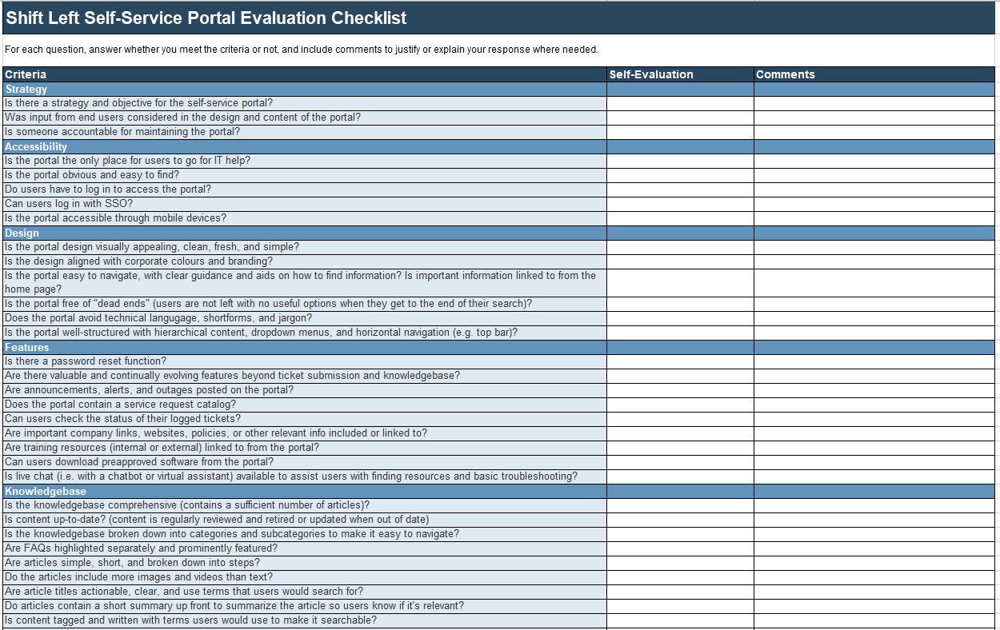 Shift Left Self-Service Portal Evaluation Checklist
For each question, answer whether you meet the criteria or not, and include comments to justify or explain your response where needed.
Criteria Self-Evaluation Comments
Strategy
Is there a strategy and objective for the self-service portal?
Was input from end users considered in the design and content of the portal?
Is someone accountable for maintaining the portal?
Accessibility
Is the portal the only place for users to go for IT help?
Is the portal obvious and easy to find?
Do users have to log in to access the portal?
Can users log in with SSO?
Is the portal accessible through mobile devices?
Design
Is the portal design visually appealing, clean, fresh, and simple?
Is the design aligned with corporate colours and branding?
Is the portal easy to navigate, with clear guidance and aids on how to find information? Is important information linked to from the
home page?
Is the portal free of "dead ends" (users are not left with no useful options when they get to the end of their search)?
Does the portal avoid technical langugage, shortforms, and jargon?
Is the portal well-structured with hierarchical content, dropdown menus, and horizontal navigation (e.g. top bar)?
Features
Is there a password reset function?
Are there valuable and continually evolving features beyond ticket submission and knowledgebase?
Are announcements, alerts, and outages posted on the portal?
Does the portal contain a service request catalog?
Can users check the status of their logged tickets?
Are important company links, websites, policies, or other relevant info included or linked to?
Are training resources (internal or external) linked to from the portal?
Can users download preapproved software from the portal?
Is live chat (i.e. with a chatbot or virtual assistant) available to assist users with finding resources and basic troubleshooting?
Knowledgebase
Is the knowledgebase comprehensive (contains a sufficient number of articles)?
Is content up-to-date? (content is regularly reviewed and retired or updated when out of date)
Is the knowledgebase broken down into categories and subcategories to make it easy to navigate?
Are FAQs highlighted separately and prominently featured?
Are articles simple, short, and broken down into steps?
Do the articles include more images and videos than text?
Are article titles actionable, clear, and use terms that users would search for?
Do articles contain a short summary up front to summarize the article so users know if it's relevant?
Is content tagged and written with terms users would use to make it searchable?